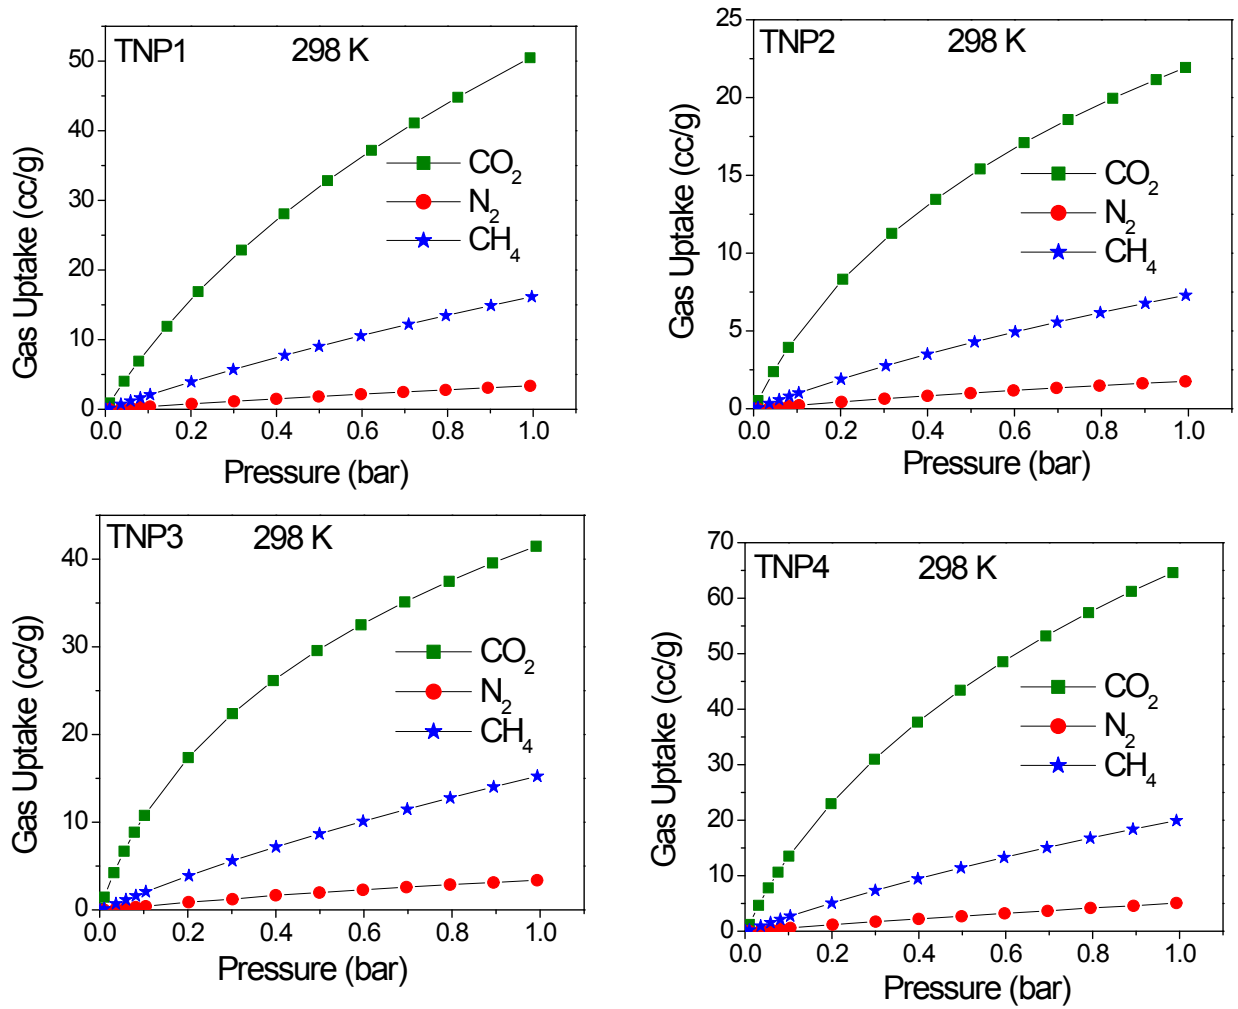 TNP1 298 K
Gas Uptake (cc/g)
50
40
30
20
10
0
CO2
N2
CH4
0.0 0.2 0.4 0.6 0.8 1.0
Pressure (bar)
TNP2 298 K
Gas Uptake (cc/g)
25
20
15
10
5
0
CO2
N2
CH4
0.0 0.2 0.4 0.6 0.8 1.0
Pressure (bar)
TNP3 298 K
Gas Uptake (cc/g)
40
30
20
10
0
CO2
N2
CH4
0.0 0.2 0.4 0.6 0.8 1.0
Pressure (bar)
TNP4 298 K
Gas Uptake (cc/g)
70
60
50
40
30
20
10
0
CO2
N2
CH4
0.0 0.2 0.4 0.6 0.8 1.0
Pressure (bar)